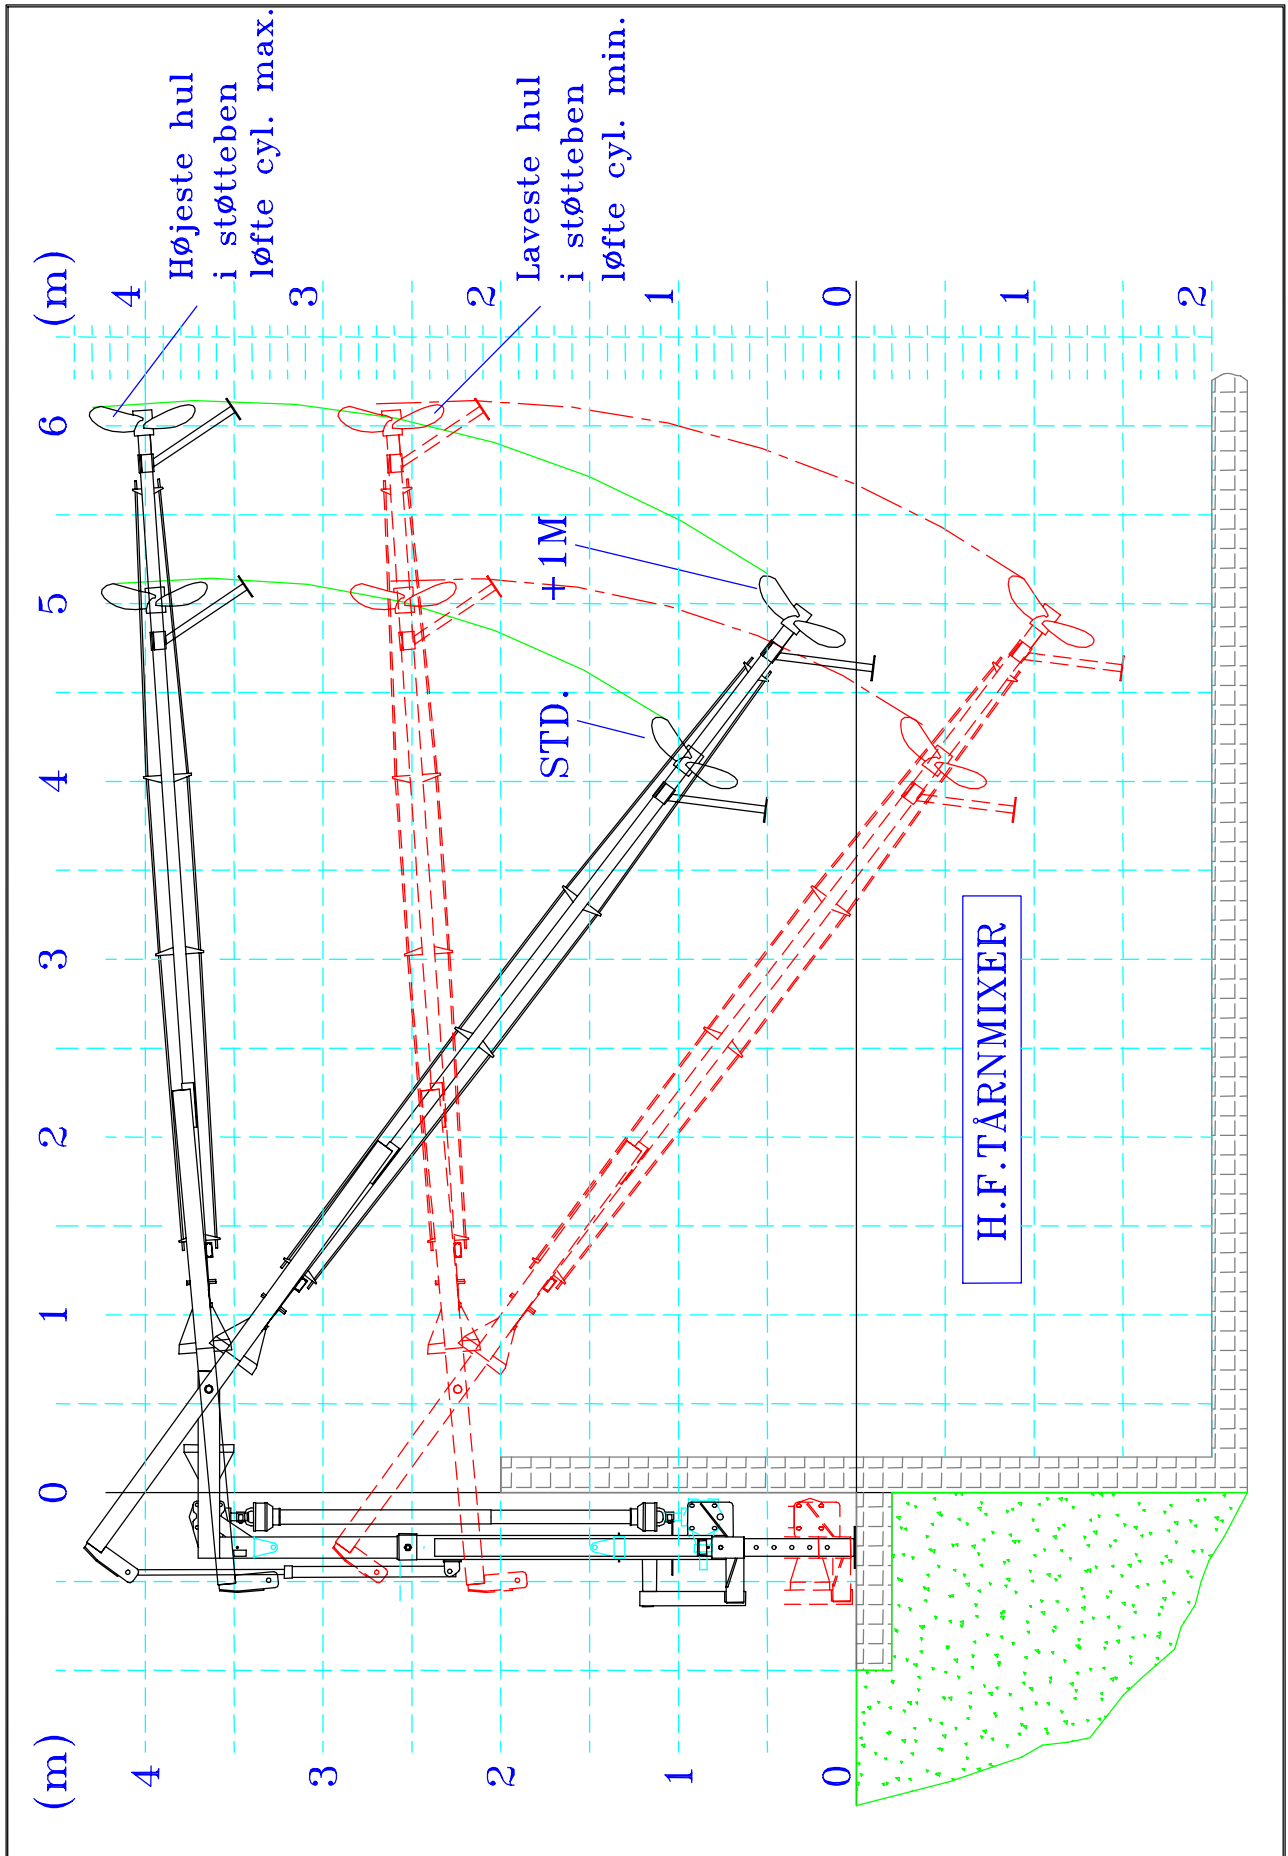 (m) 0 1 2 3 4 5 6 (m)
4 4
Højeste hul
i støtteben
løfte cyl. max.
3 3
2 2
Laveste hul
i støtteben
løfte cyl. min.
STD. +1M
1 1
0 0
H.F.TÅRNMIXER
1
2